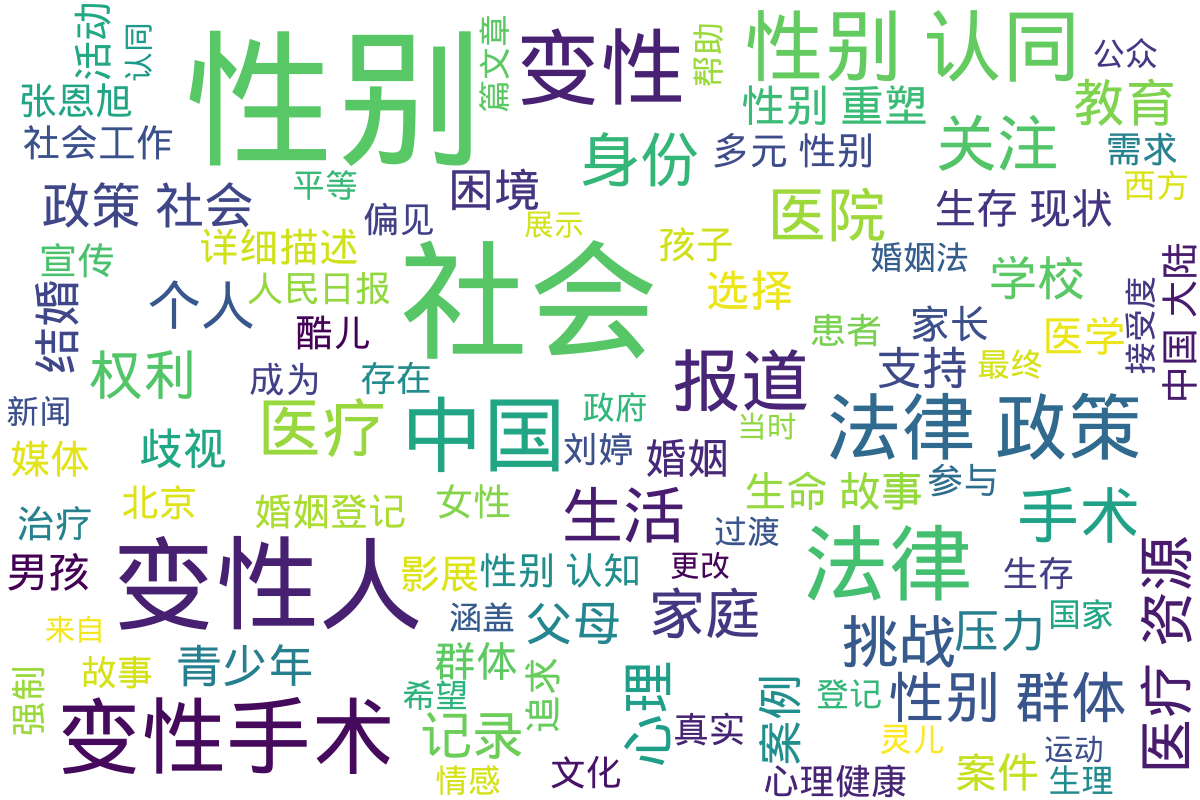 活动
认同
性别
篇文章
变性
帮助
性别 认同
公众
张恩旭
社会工作
性别 重塑
教育
身份
多元 性别
关注
需求
政策 社会
平等
偏见
困境
展示
医院
生存 现状
西方
宣传
详细描述
人民日报
社会
孩子
选择
婚姻法
学校
接受度
中国 大陆
结婚
个人
酷儿
患者
家长
医学
权利
成为
存在
报道
支持
最终
新闻
媒体
歧视
医疗
中国
政府
刘婷
婚姻
当时
法律 政策
治疗
北京
婚姻登记
女性
生活
过渡
生命 故事
参与
手术
男孩
变性人
影展
性别 认知
更改
法律
生存
资源
来自
涵盖
父母
家庭
挑战
压力
国家
强制
故事
青少年
群体
希望
追求
心理
真实
案例
登记
性别 群体
医疗
变性手术
记录
情感
文化
心理健康
灵儿
案件
运动
生理